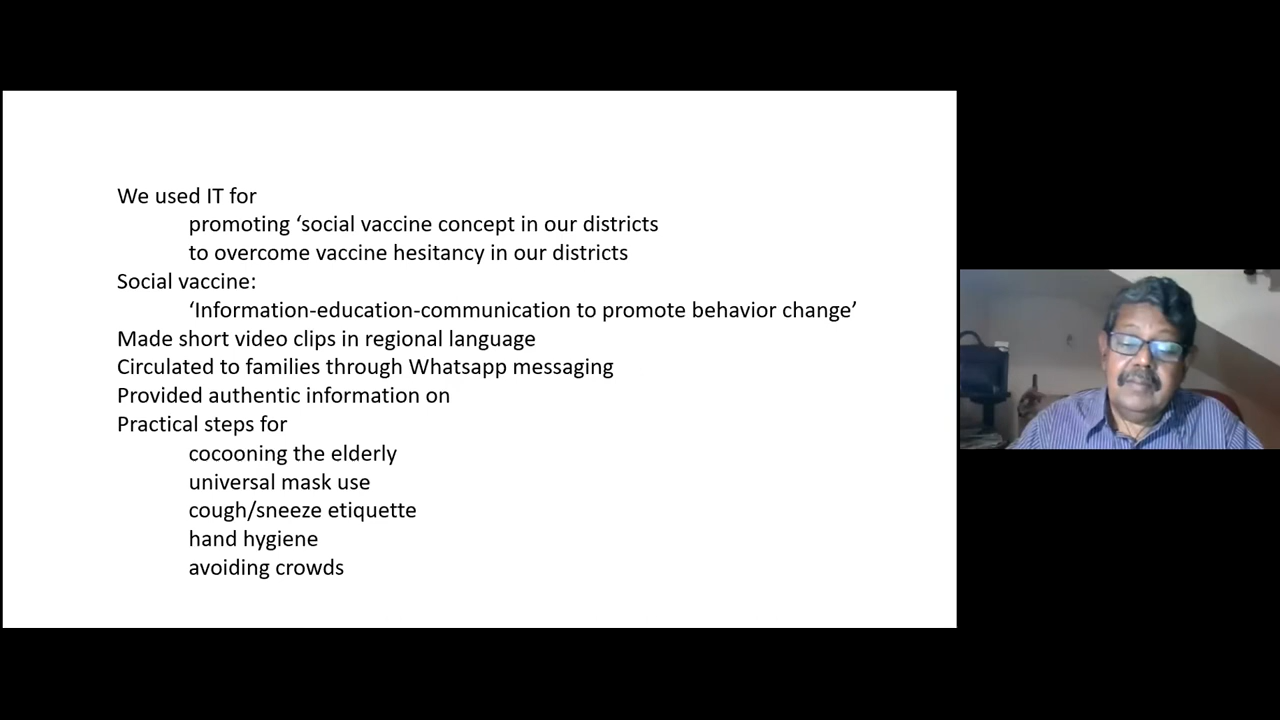 We used IT for
promoting ‘social vaccine concept in our districts
to overcome vaccine hesitancy in our districts
Social vaccine:
‘Information-education-communication to promote behavior change’
Made short video clips in regional language
Circulated to families through Whatsapp messaging
Provided authentic information on
Practical steps for
cocooning the elderly
universal mask use
cough/sneeze etiquette
hand hygiene
avoiding crowds